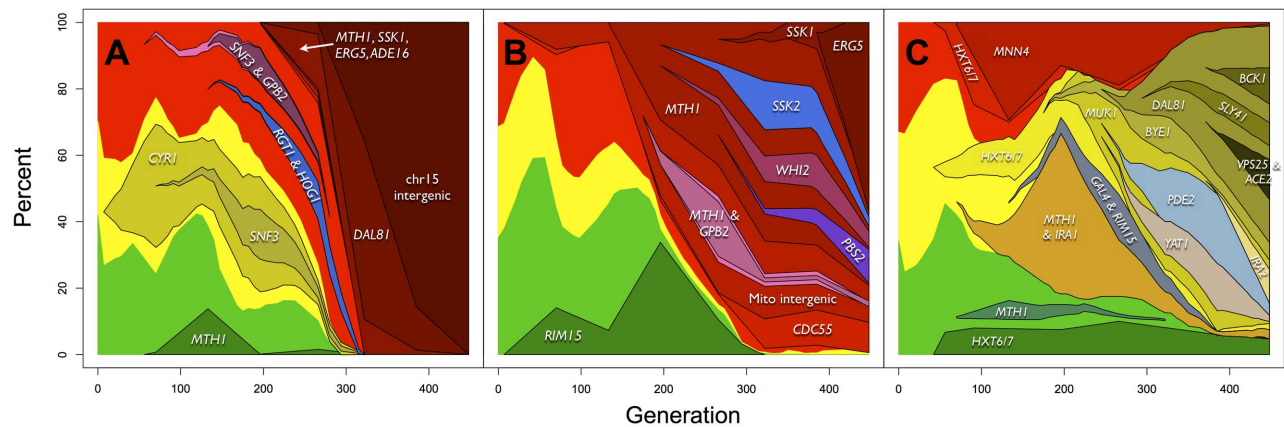 A
MTH1, SSK1,
ERG5, ADE16
SNF3 & GPB2
RGT1 & HOG1
CYR1
SNF3
MTH1
DAL81
chr15
intergenic
B
SSK1
ERG5
MTH1
SSK2
WHI2
MTH1 &
GPB2
PBS2
Mito intergenic
CDC55
RIM15
C
HXT6/7
MNN4
BCK1
SLY41
DAL81
MUK1
BYE1
HXT6/7
VPS25 &
ACE2
GAL4 & RIM15
PDE2
MTH1
& IRA1
YAT1
IRA2
MTH1
HXT6/7
Percent
100
80
60
40
20
0
0 100 200 300 400
0 100 200 300 400
0 100 200 300 400
Generation